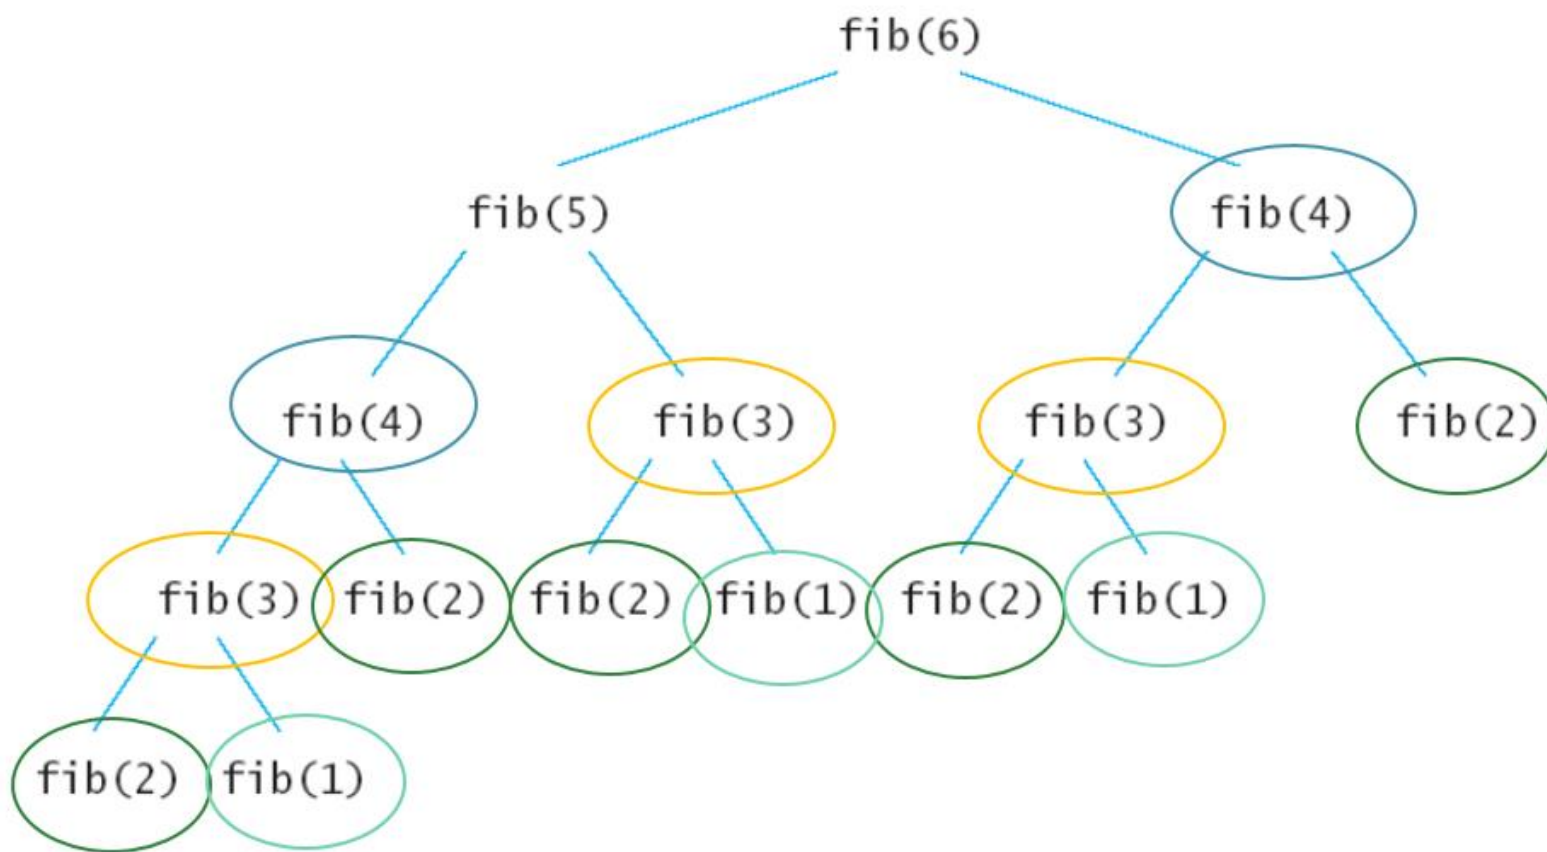 fib(6)
fib(5) fib(4)
fib(4) fib(3) fib(3) fib(2)
fib(3) fib(2) fib(2) fib(1) fib(2) fib(1)
fib(2) fib(1)